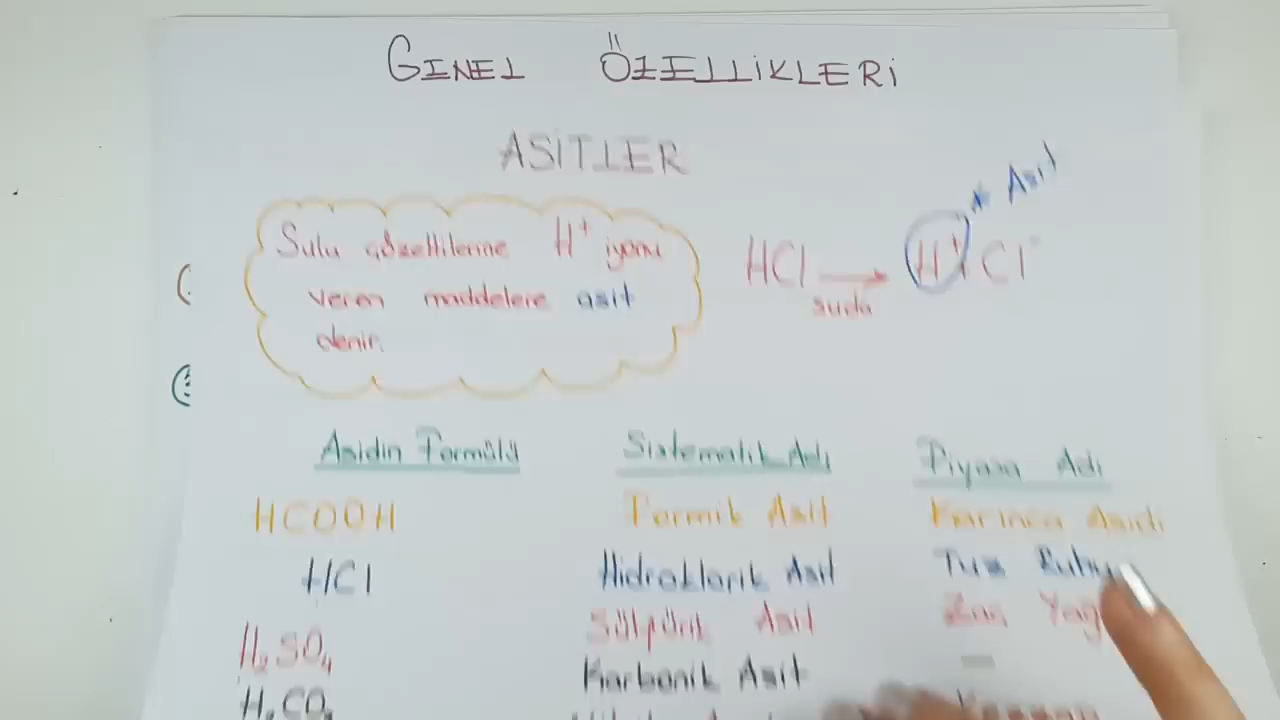 GENEL ÖZELLİKLERİ
ASİTLER
Sulu çözeltilerine H⁺ iyonu
veren maddelere asit
denir.
HCl → H⁺ Cl⁻
suda
* Asit
Asidin Formülü Sistematik Adı Piyasa Adı
HCOOH Formik Asit Karınca Asidi
HCl Hidroklorik Asit Tuz Ruhu
H₂SO₄ Sülfürik Asit Zaç Yağ
H₂CO₃ Karbonik Asit —